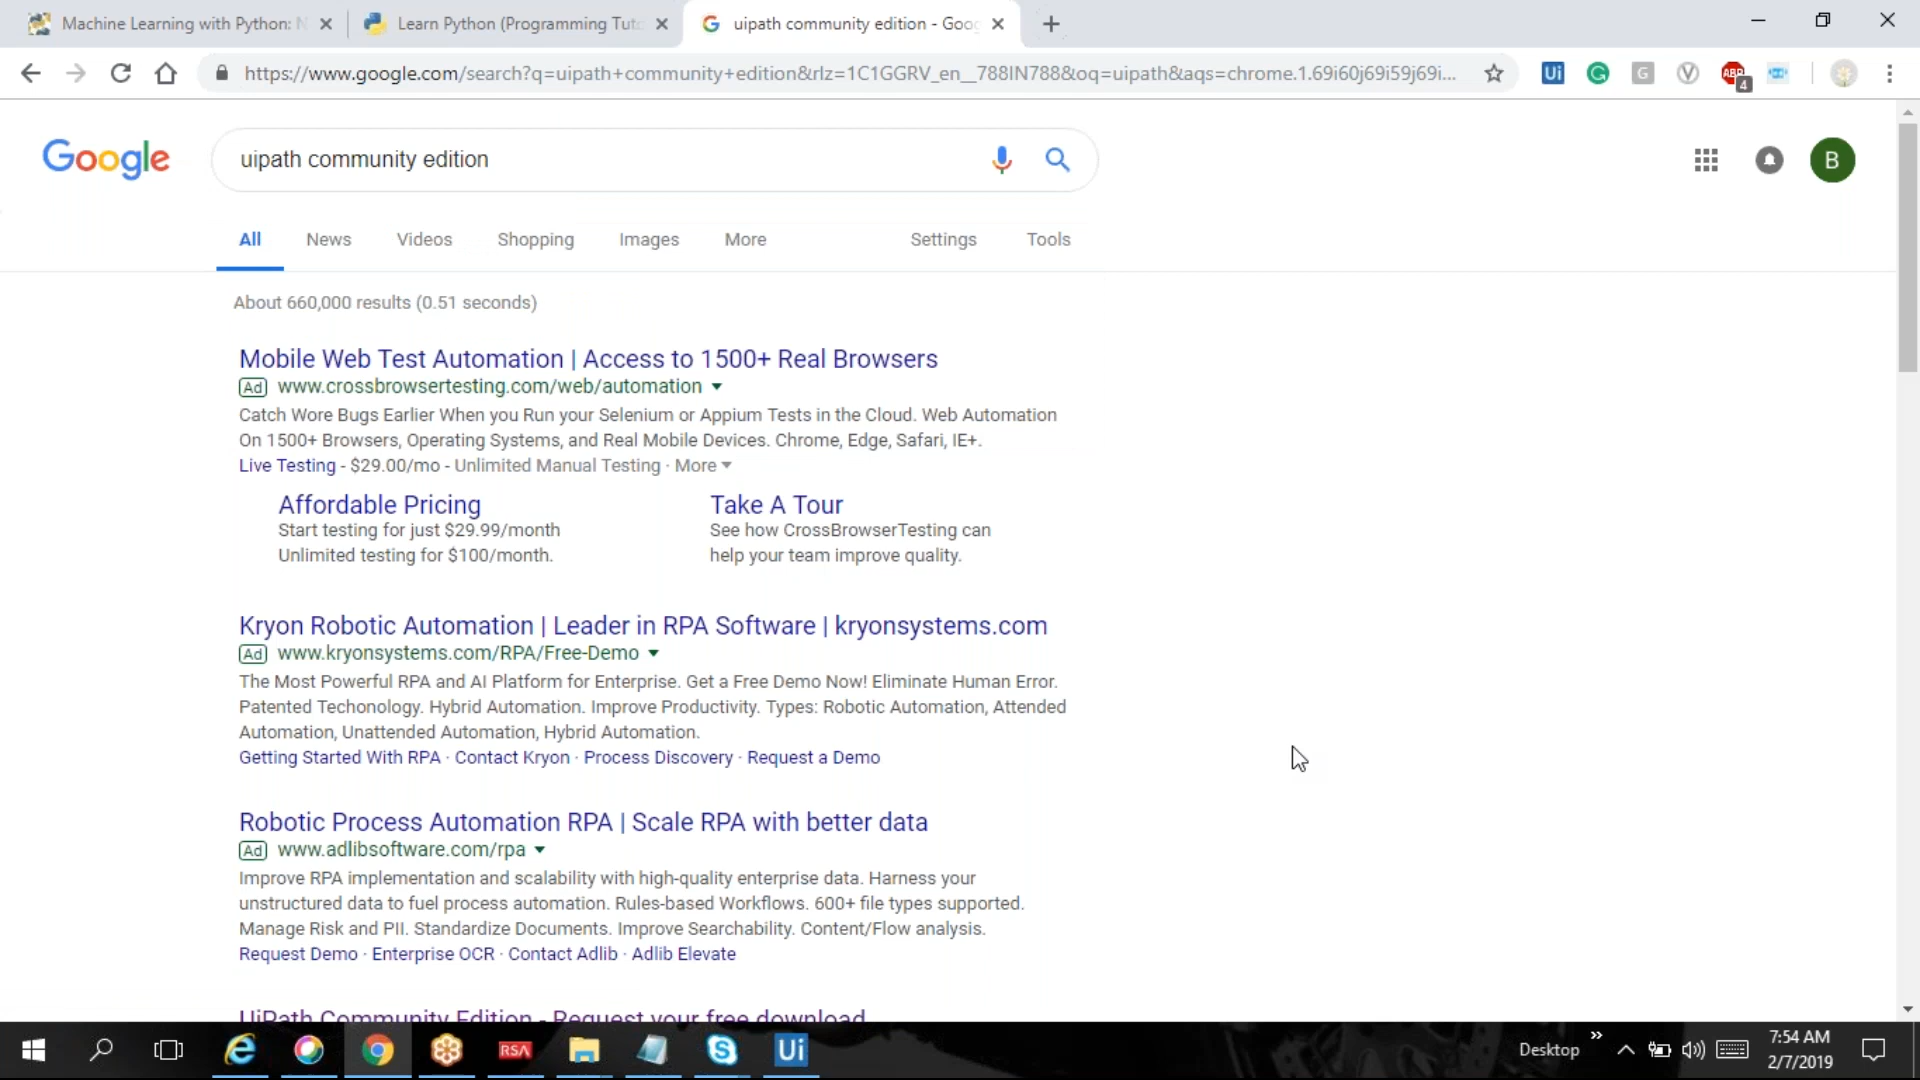 Machine Learning with Python: N
Learn Python (Programming Tuto
uipath community edition - Goog
https://www.google.com/search?q=uipath+community+edition&rlz=1C1GGRV_en__788IN788&oq=uipath&aqs=chrome.1.69i60j69i59j69i...
Ui
G
G
V
ABP
4
Google
uipath community edition
B
All News Videos Shopping Images More Settings Tools
About 660,000 results (0.51 seconds)
Mobile Web Test Automation | Access to 1500+ Real Browsers
Ad www.crossbrowsertesting.com/web/automation
Catch Wore Bugs Earlier When you Run your Selenium or Appium Tests in the Cloud. Web Automation
On 1500+ Browsers, Operating Systems, and Real Mobile Devices. Chrome, Edge, Safari, IE+.
Live Testing - $29.00/mo - Unlimited Manual Testing · More
Affordable Pricing
Start testing for just $29.99/month
Unlimited testing for $100/month.
Take A Tour
See how CrossBrowserTesting can
help your team improve quality.
Kryon Robotic Automation | Leader in RPA Software | kryonsystems.com
Ad www.kryonsystems.com/RPA/Free-Demo
The Most Powerful RPA and AI Platform for Enterprise. Get a Free Demo Now! Eliminate Human Error.
Patented Techonology. Hybrid Automation. Improve Productivity. Types: Robotic Automation, Attended
Automation, Unattended Automation, Hybrid Automation.
Getting Started With RPA · Contact Kryon · Process Discovery · Request a Demo
Robotic Process Automation RPA | Scale RPA with better data
Ad www.adlibsoftware.com/rpa
Improve RPA implementation and scalability with high-quality enterprise data. Harness your
unstructured data to fuel process automation. Rules-based Workflows. 600+ file types supported.
Manage Risk and PII. Standardize Documents. Improve Searchability. Content/Flow analysis.
Request Demo · Enterprise OCR · Contact Adlib · Adlib Elevate
UiPath Community Edition - Request your free download
RSA
Ui
Desktop
7:54 AM
2/7/2019